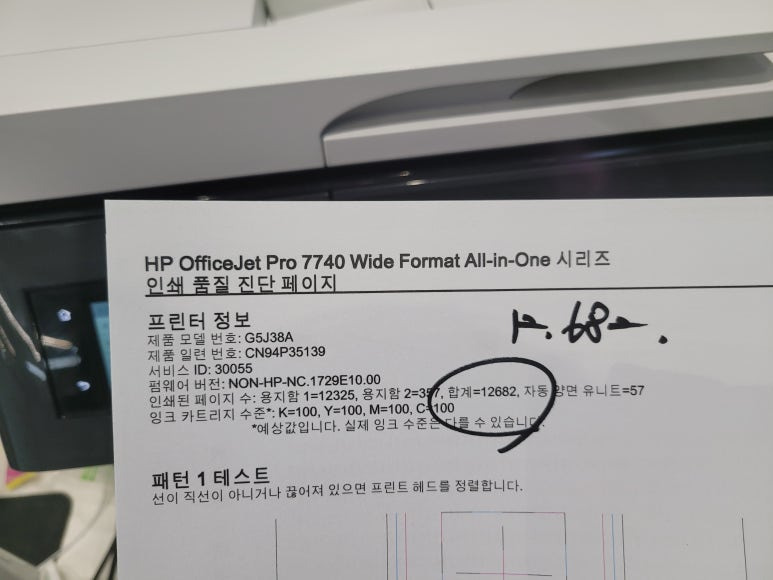 HP OfficeJet Pro 7740 Wide Format All-in-One 시리즈
인쇄 품질 진단 페이지
12.682.
프린터 정보
제품 모델 번호: G5J38A
제품 일련 번호: CN94P35139
서비스 ID: 30055
펌웨어 버전: NON-HP-NC.1729E10.00
인쇄된 페이지 수: 용지함 1=12325, 용지함 2=357, 합계=12682, 자동 양면 유니트=57
잉크 카트리지 수준*: K=100, Y=100, M=100, C=100
*예상값입니다. 실제 잉크 수준은 다를 수 있습니다.
패턴 1 테스트
선이 직선이 아니거나 끊어져 있으면 프린트 헤드를 정렬합니다.